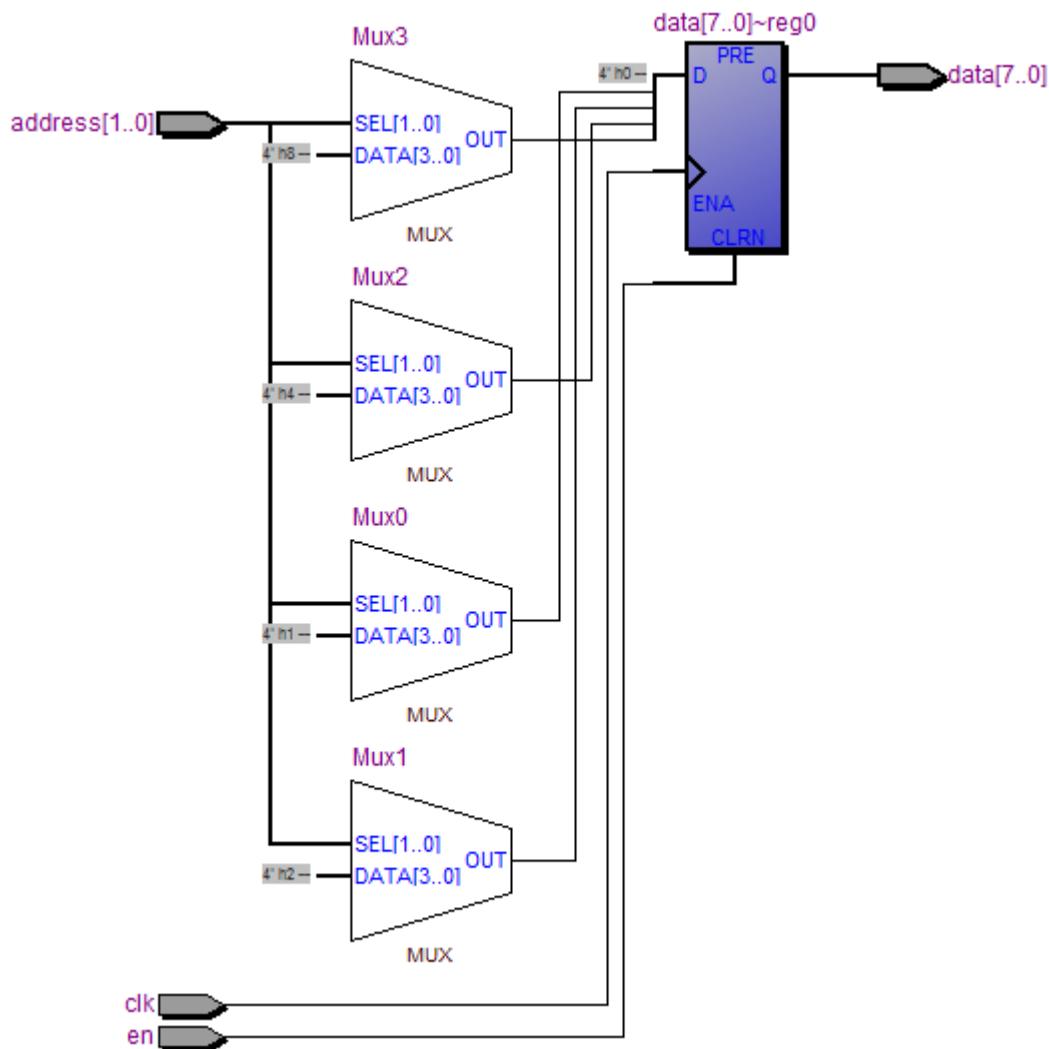 data[7..0]~reg0
Mux3
PRE
4' h0
D
Q
data[7..0]
address[1..0]
SEL[1..0]
OUT
4' h8
DATA[3..0]
ENA
MUX
CLRN
Mux2
SEL[1..0]
OUT
4' h4
DATA[3..0]
MUX
Mux0
SEL[1..0]
OUT
4' h1
DATA[3..0]
MUX
Mux1
SEL[1..0]
OUT
4' h2
DATA[3..0]
MUX
clk
en